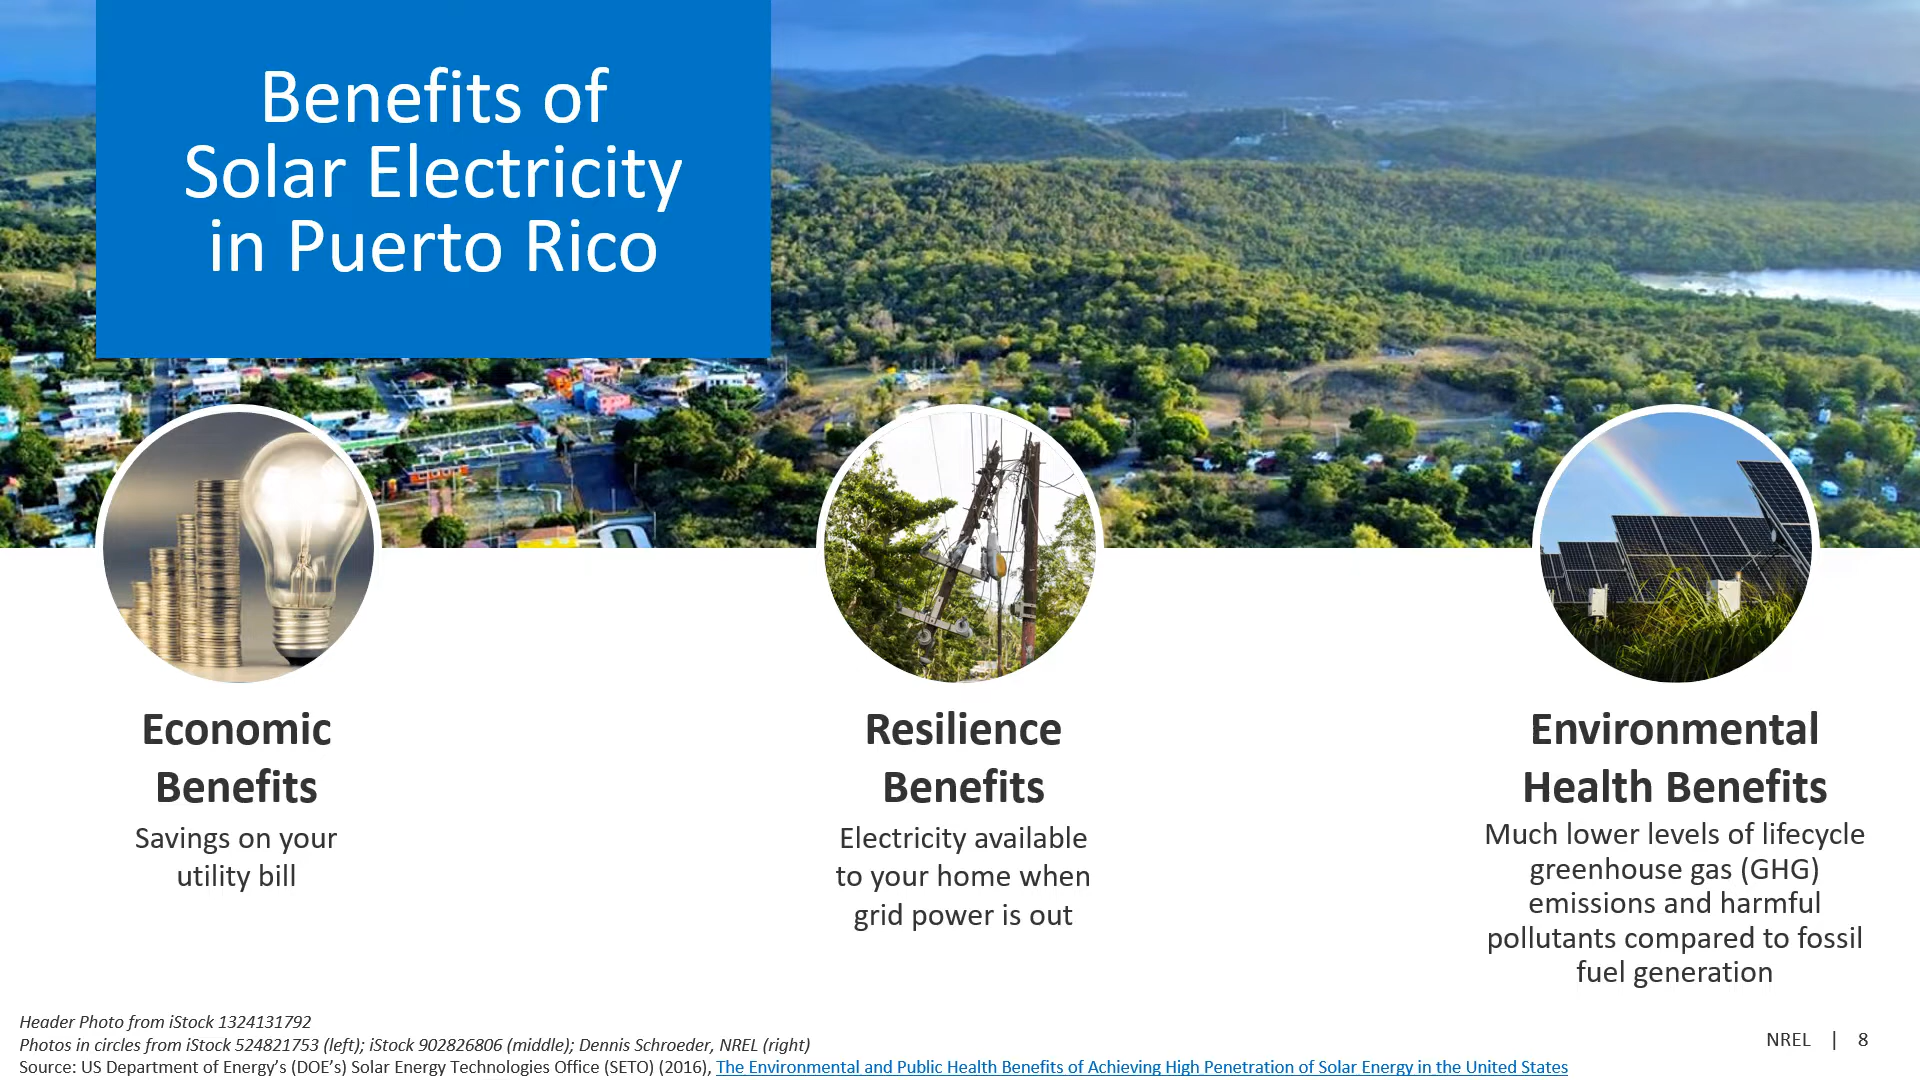 Benefits of
Solar Electricity
in Puerto Rico
Economic
Benefits
Savings on your
utility bill
Resilience
Benefits
Electricity available
to your home when
grid power is out
Environmental
Health Benefits
Much lower levels of lifecycle
greenhouse gas (GHG)
emissions and harmful
pollutants compared to fossil
fuel generation
Header Photo from iStock 1324131792
Photos in circles from iStock 524821753 (left); iStock 902826806 (middle); Dennis Schroeder, NREL (right)
Source: US Department of Energy’s (DOE’s) Solar Energy Technologies Office (SETO) (2016), The Environmental and Public Health Benefits of Achieving High Penetration of Solar Energy in the United States
NREL | 8